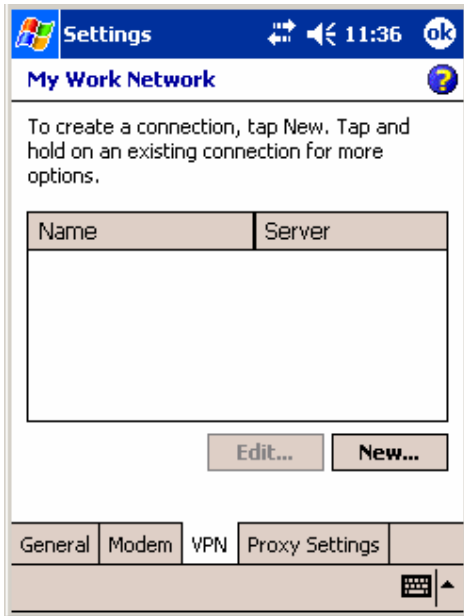 Settings 11:36 ok
My Work Network ?
To create a connection, tap New. Tap and
hold on an existing connection for more
options.
Name Server
Edit... New...
General Modem VPN Proxy Settings